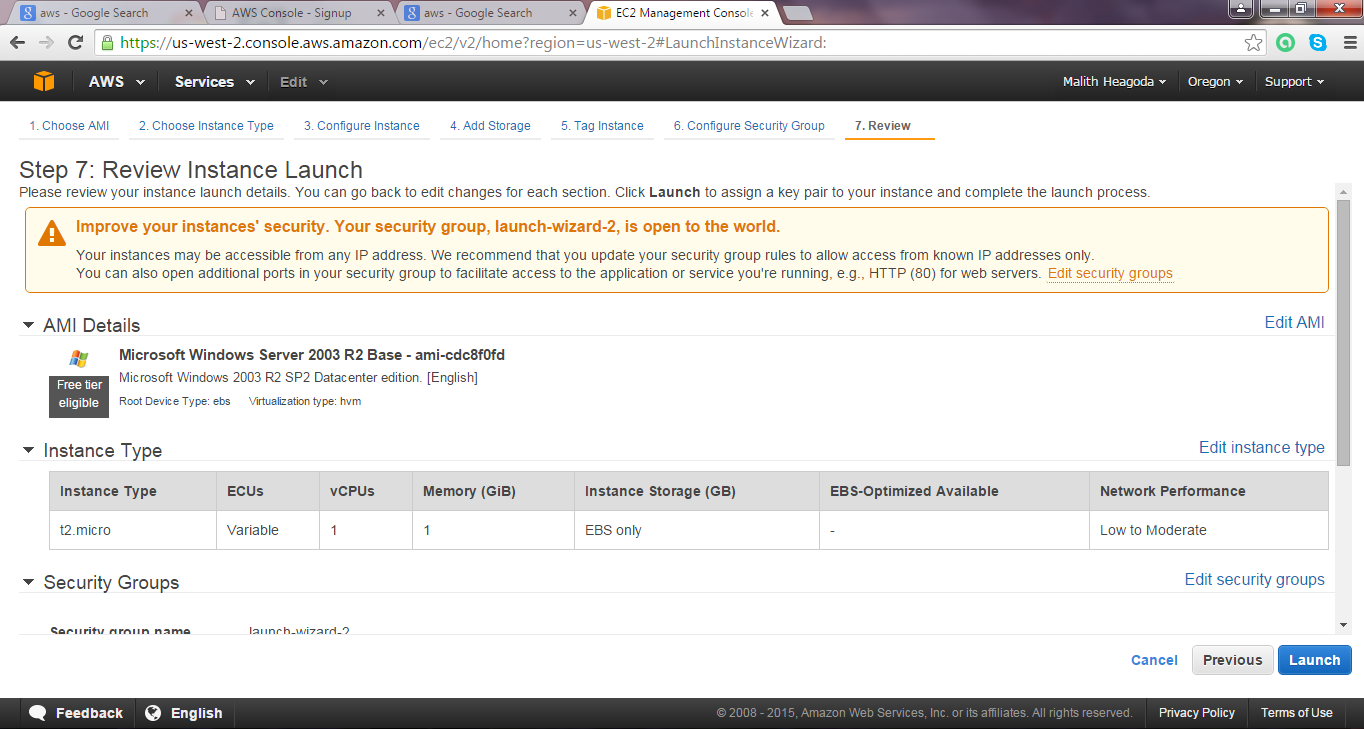 aws - Google Search
AWS Console - Signup
aws - Google Search
EC2 Management Console
https://us-west-2.console.aws.amazon.com/ec2/v2/home?region=us-west-2#LaunchInstanceWizard:
AWS Services Edit Malith Heagoda Oregon Support
1. Choose AMI 2. Choose Instance Type 3. Configure Instance 4. Add Storage 5. Tag Instance 6. Configure Security Group 7. Review
Step 7: Review Instance Launch
Please review your instance launch details. You can go back to edit changes for each section. Click Launch to assign a key pair to your instance and complete the launch process.
Improve your instances' security. Your security group, launch-wizard-2, is open to the world.
Your instances may be accessible from any IP address. We recommend that you update your security group rules to allow access from known IP addresses only.
You can also open additional ports in your security group to facilitate access to the application or service you're running, e.g., HTTP (80) for web servers. Edit security groups
AMI Details Edit AMI
Microsoft Windows Server 2003 R2 Base - ami-cdc8f0fd
Free tier
eligible
Microsoft Windows 2003 R2 SP2 Datacenter edition. [English]
Root Device Type: ebs Virtualization type: hvm
Instance Type Edit instance type
Instance Type ECUs vCPUs Memory (GiB) Instance Storage (GB) EBS-Optimized Available Network Performance
t2.micro Variable 1 1 EBS only - Low to Moderate
Security Groups Edit security groups
Security group name launch-wizard-2
Cancel Previous Launch
Feedback English © 2008 - 2015, Amazon Web Services, Inc. or its affiliates. All rights reserved. Privacy Policy Terms of Use